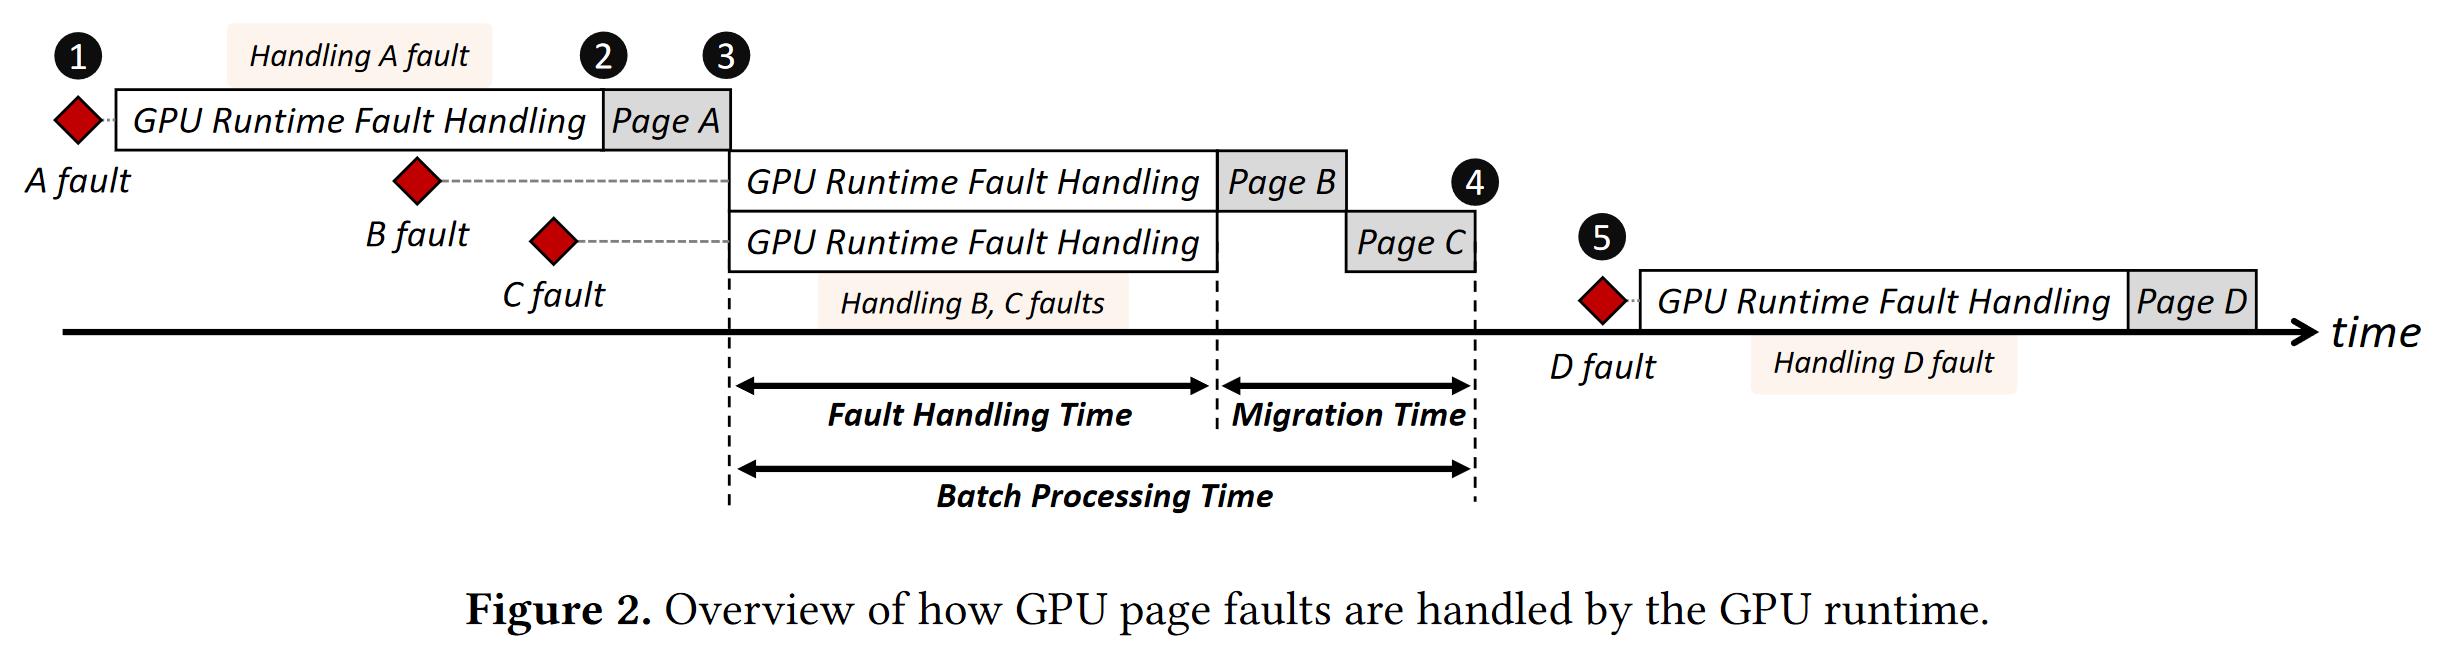 1
Handling A fault
2
3
GPU Runtime Fault Handling
Page A
A fault
B fault
GPU Runtime Fault Handling
Page B
4
C fault
GPU Runtime Fault Handling
Page C
5
Handling B, C faults
GPU Runtime Fault Handling
Page D
time
D fault
Handling D fault
Fault Handling Time
Migration Time
Batch Processing Time
Figure 2. Overview of how GPU page faults are handled by the GPU runtime.